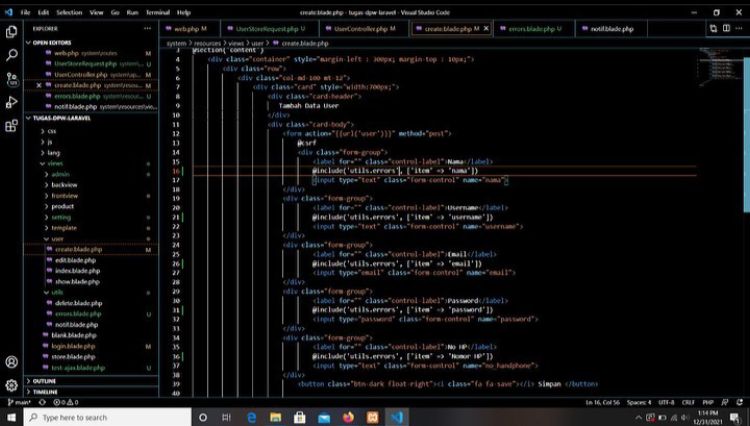 File Edit Selection View Go Run Terminal Help
create.blade.php - tugas-dpw-laravel - Visual Studio Code
EXPLORER
web.php M
UserStoreRequest.php U
UserController.php M
create.blade.php M
errors.blade.php U
notif.blade.php
system > resources > views > user > create.blade.php
OPEN EDITORS
web.php system\routes M
UserStoreRequest.php system... U
UserController.php system\ap... M
create.blade.php system\resou... M
errors.blade.php system\resour... U
notif.blade.php system\resources\vie...
TUGAS-DPW-LARAVEL
css
js
lang
views
admin
backview
frontview
product
setting
template
user
create.blade.php M
edit.blade.php
index.blade.php
show.blade.php
utils
delete.blade.php
errors.blade.php U
notif.blade.php
blank.blade.php
login.blade.php M
store.blade.php
test-ajax.blade.php U
OUTLINE
TIMELINE
3 @section('content')
4 <div class="container" style="margin-left : 300px; margin-top : 10px;">
5 <div class="row">
6 <div class="col-md-100 mt-12">
7 <div class="card" style="width:700px;">
8 <div class="card-header">
9 Tambah Data User
10 </div>
11 <div class="card-body">
12 <form action="{{url('user')}}" method="post">
13 @csrf
14 <div class="form-group">
15 <label for="" class="control-label">Nama</label>
16 @include('utils.errors', ['item' => 'nama'])
17 <input type="text" class="form-control" name="nama">
18 </div>
19 <div class="form-group">
20 <label for="" class="control-label">Username</label>
21 @include('utils.errors', ['item' => 'username'])
22 <input type="text" class="form-control" name="username">
23 </div>
24 <div class="form-group">
25 <label for="" class="control-label">Email</label>
26 @include('utils.errors', ['item' => 'email'])
27 <input type="email" class="form-control" name="email">
28 </div>
29 <div class="form-group">
30 <label for="" class="control-label">Password</label>
31 @include('utils.errors', ['item' => 'password'])
32 <input type="password" class="form-control" name="password">
33 </div>
34 <div class="form-group">
35 <label for="" class="control-label">No HP</label>
36 @include('utils.errors', ['item' => 'Nomor HP'])
37 <input type="text" class="form-control" name="no_handphone">
38 </div>
39 <button class="btn-dark float-right"><i class="fa fa-save"></i> Simpan </button>
40
main*
0 0
Ln 16, Col 56 Spaces: 4 UTF-8 CRLF PHP
Type here to search
1:14 PM
12/31/2021